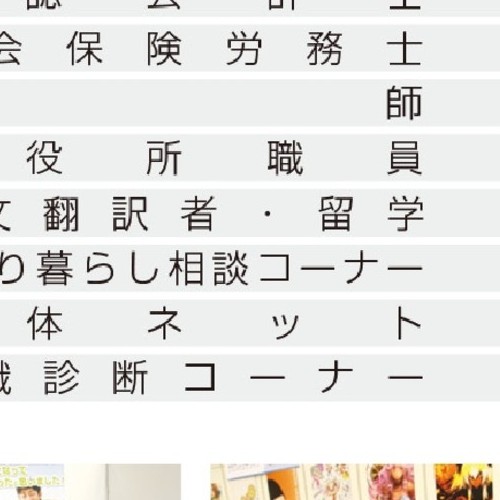 認会計士
会保険労務士
師
役所職員
文翻訳者・留学
り暮らし相談コーナー
体ネット
職診断コーナー